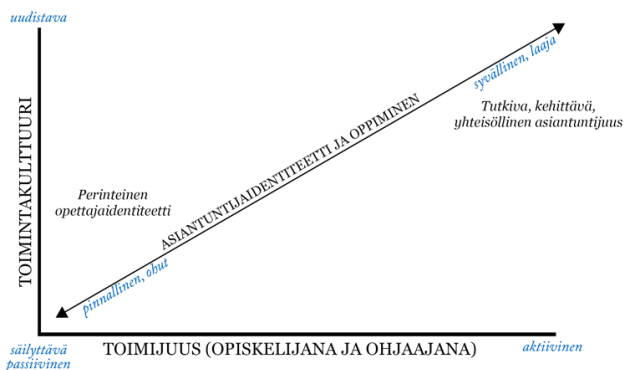 uudistava
syvällinen, laaja
Tutkiva, kehittävä,
yhteisöllinen asiantuntijuus
ASIANTUNTIJAIDENTITEETTI JA OPPIMINEN
TOIMINTAKULTTUURI
Perinteinen
opettajaidentiteetti
pinnallinen, ohut
säilyttävä
passiivinen
TOIMIJUUS (OPISKELIJANA JA OHJAAJANA)
aktiivinen